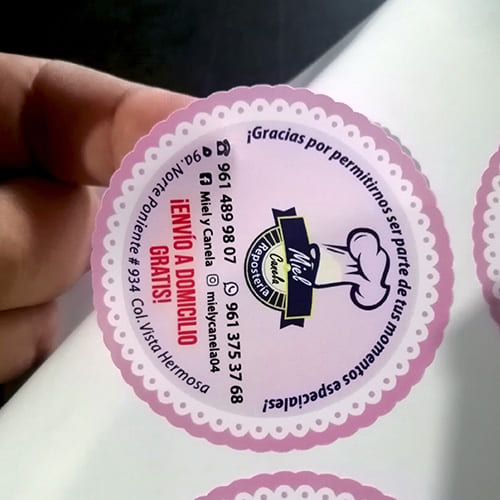 ¡Gracias por permitirnos ser parte de tus momentos especiales!
Miel
y
Canela
Repostería
☎ 961 489 98 07 961 375 37 68
Miel y Canela mielycanela04
¡ENVÍO A DOMICILIO
GRATIS!
9a. Norte Poniente # 934 Col. Vista Hermosa